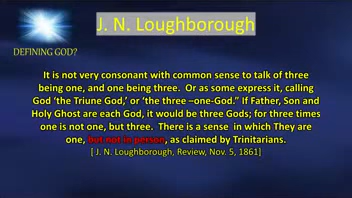 J. N. Loughborough
DEFINING GOD?
It is not very consonant with common sense to talk of three
being one, and one being three. Or as some express it, calling
God ‘the Triune God,’ or ‘the three –one-God.” If Father, Son and
Holy Ghost are each God, it would be three Gods; for three times
one is not one, but three. There is a sense in which They are
one, but not in person, as claimed by Trinitarians.
[ J. N. Loughborough, Review, Nov. 5, 1861]